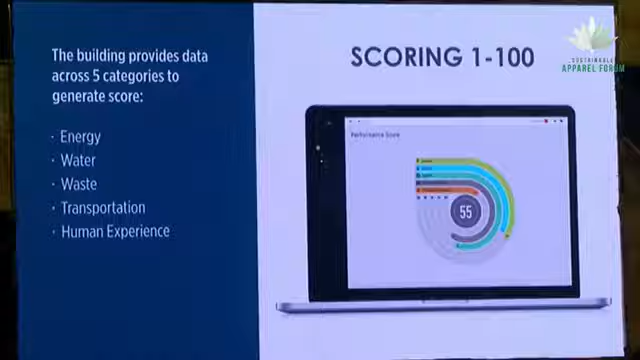 The building provides data
across 5 categories to
generate score:
· Energy
· Water
· Waste
· Transportation
· Human Experience
SCORING 1-100
Performance Score
55
SUSTAINABLE
APPAREL FORUM